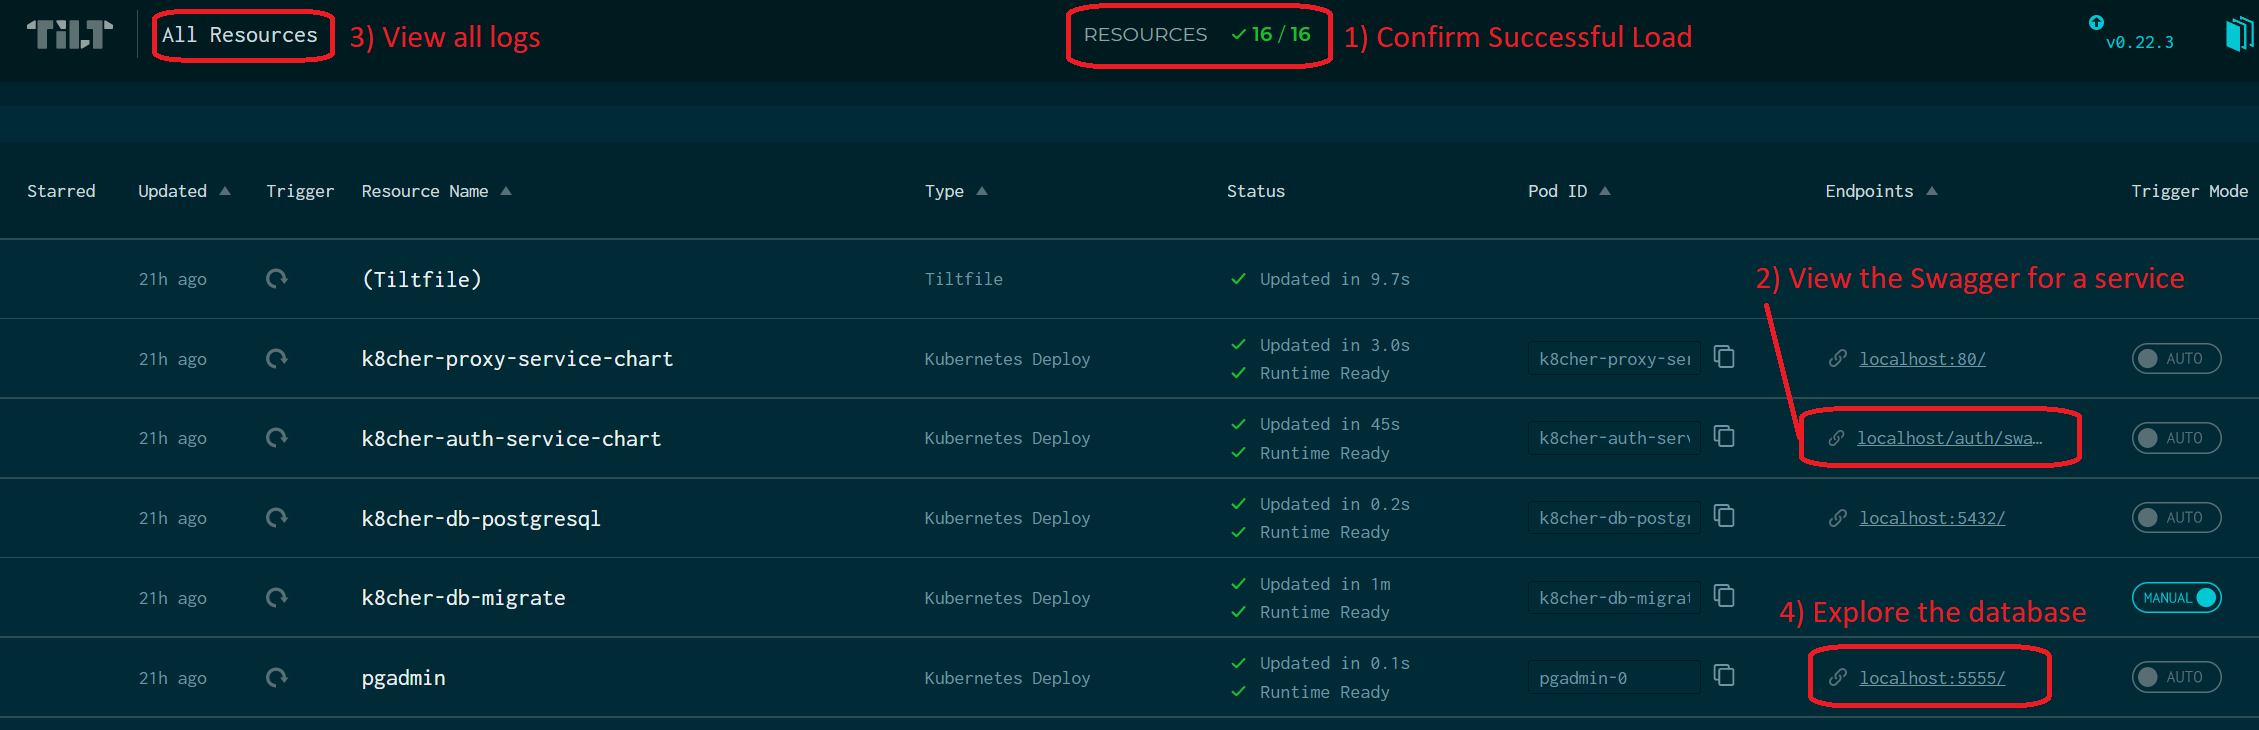 TiLT
All Resources
3) View all logs
RESOURCES ✓ 16 / 16
1) Confirm Successful Load
v0.22.3
Starred Updated Trigger Resource Name Type Status Pod ID Endpoints Trigger Mode
21h ago (Tiltfile) Tiltfile ✓ Updated in 9.7s
2) View the Swagger for a service
21h ago k8cher-proxy-service-chart Kubernetes Deploy ✓ Updated in 3.0s
✓ Runtime Ready
k8cher-proxy-ser localhost:80/ AUTO
21h ago k8cher-auth-service-chart Kubernetes Deploy ✓ Updated in 45s
✓ Runtime Ready
k8cher-auth-serv localhost/auth/swa… AUTO
21h ago k8cher-db-postgresql Kubernetes Deploy ✓ Updated in 0.2s
✓ Runtime Ready
k8cher-db-postgr localhost:5432/ AUTO
21h ago k8cher-db-migrate Kubernetes Deploy ✓ Updated in 1m
✓ Runtime Ready
k8cher-db-migrat MANUAL
4) Explore the database
21h ago pgadmin Kubernetes Deploy ✓ Updated in 0.1s
✓ Runtime Ready
pgadmin-0 localhost:5555/ AUTO